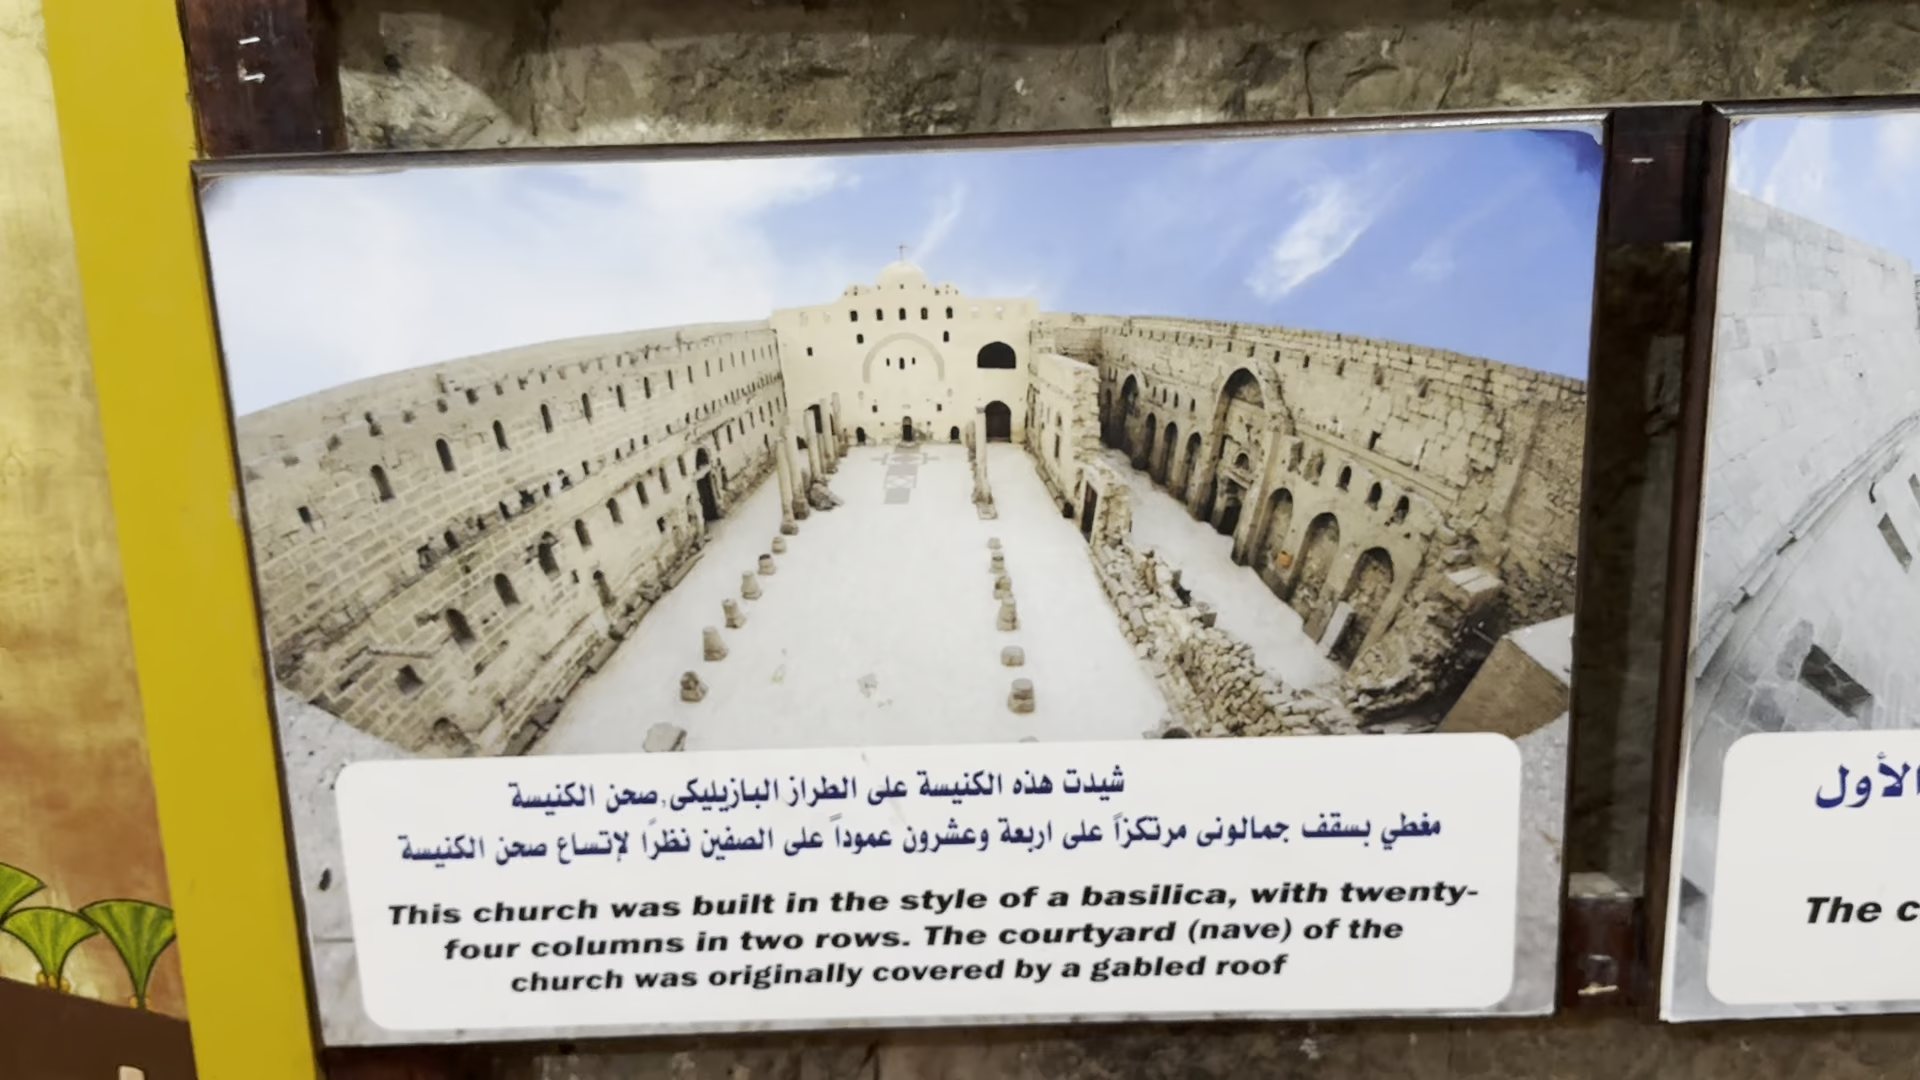 شيدت هذه الكنيسة على الطراز البازيليكى, صحن الكنيسة
مغطي بسقف جمالونى مرتكزاً على اربعة وعشرون عموداً على الصفين نظرًا لإتساع صحن الكنيسة
This church was built in the style of a basilica, with twenty-
four columns in two rows. The courtyard (nave) of the
church was originally covered by a gabled roof
الأول
The c